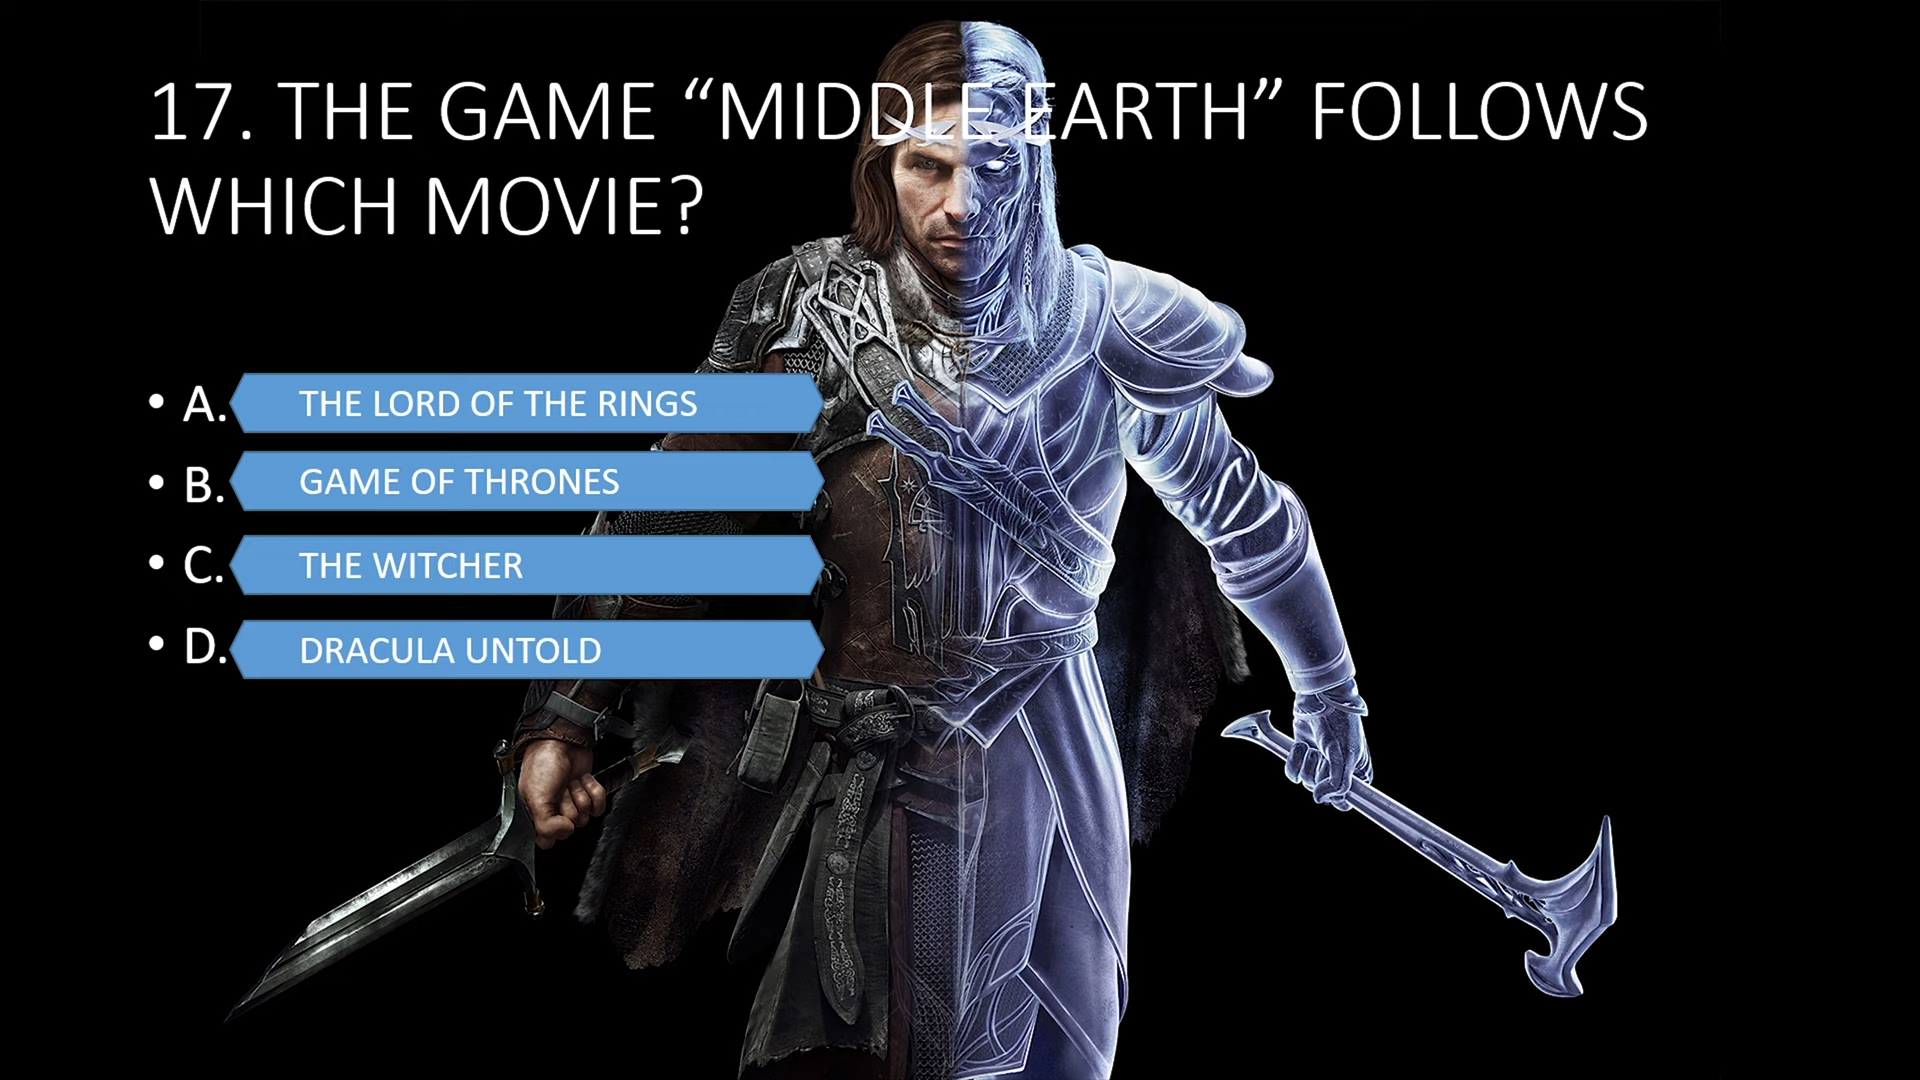 17. THE GAME “MIDDLE EARTH” FOLLOWS
WHICH MOVIE?
• A. THE LORD OF THE RINGS
• B. GAME OF THRONES
• C. THE WITCHER
• D. DRACULA UNTOLD